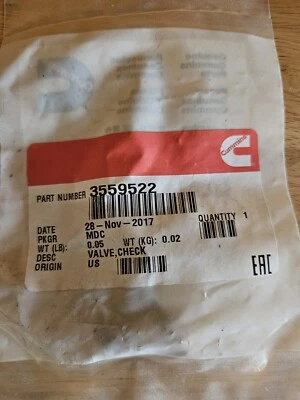 Cummins
PART NUMBER 3559522
DATE 28-Nov-2017 QUANTITY 1
PKGR MDC
WT (LB): 0.05 WT (KG): 0.02
DESC VALVE,CHECK
ORIGIN US
EAC